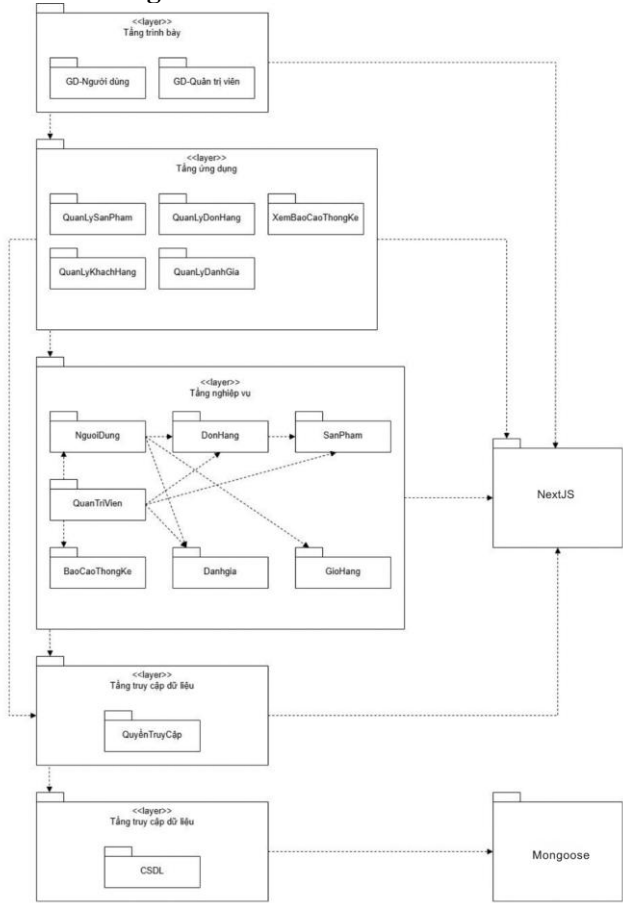 <<layer>>
Tầng trình bày
GD-Người dùng
GD-Quản trị viên
<<layer>>
Tầng ứng dụng
QuanLySanPham
QuanLyDonHang
XemBaoCaoThongKe
QuanLyKhachHang
QuanLyDanhGia
<<layer>>
Tầng nghiệp vụ
NguoiDung
DonHang
SanPham
QuanTriVien
NextJS
BaoCaoThongKe
Danhgia
GioHang
<<layer>>
Tầng truy cập dữ liệu
QuyềnTruyCập
<<layer>>
Tầng truy cập dữ liệu
CSDL
Mongoose